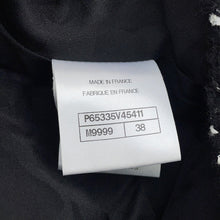 MADE IN FRANCE
FABRIQUE EN FRANCE
P65335V45411
M9999 38